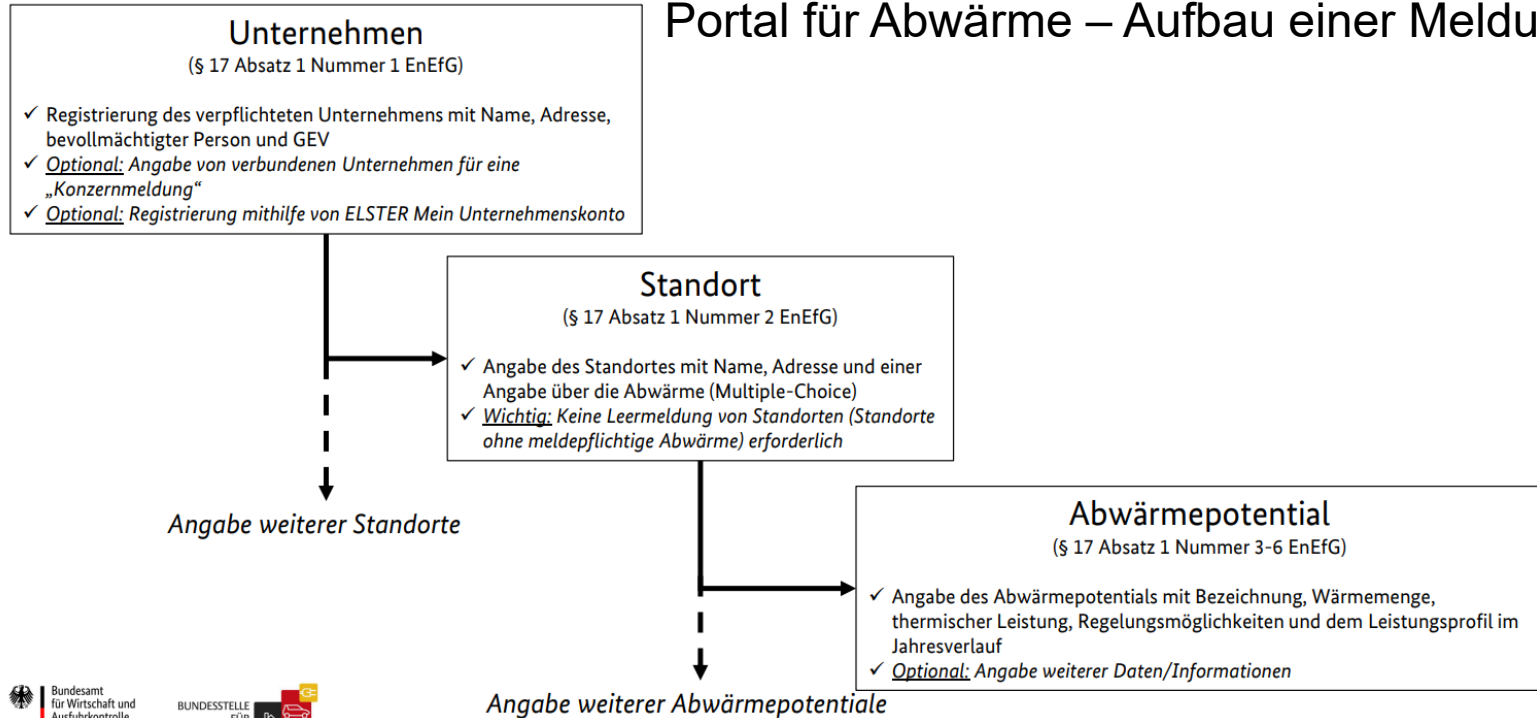 Portal für Abwärme – Aufbau einer Meldu
Unternehmen
(§ 17 Absatz 1 Nummer 1 EnEfG)
✓ Registrierung des verpflichteten Unternehmens mit Name, Adresse,
bevollmächtigter Person und GEV
✓ Optional: Angabe von verbundenen Unternehmen für eine
„Konzernmeldung“
✓ Optional: Registrierung mithilfe von ELSTER Mein Unternehmenskonto
Standort
(§ 17 Absatz 1 Nummer 2 EnEfG)
✓ Angabe des Standortes mit Name, Adresse und einer
Angabe über die Abwärme (Multiple-Choice)
✓ Wichtig: Keine Leermeldung von Standorten (Standorte
ohne meldepflichtige Abwärme) erforderlich
Angabe weiterer Standorte
Abwärmepotential
(§ 17 Absatz 1 Nummer 3-6 EnEfG)
✓ Angabe des Abwärmepotentials mit Bezeichnung, Wärmemenge,
thermischer Leistung, Regelungsmöglichkeiten und dem Leistungsprofil im
Jahresverlauf
✓ Optional: Angabe weiterer Daten/Informationen
Angabe weiterer Abwärmepotentiale
Bundesamt
für Wirtschaft und
Ausfuhrkontrolle
BUNDESSTELLE
FÜR